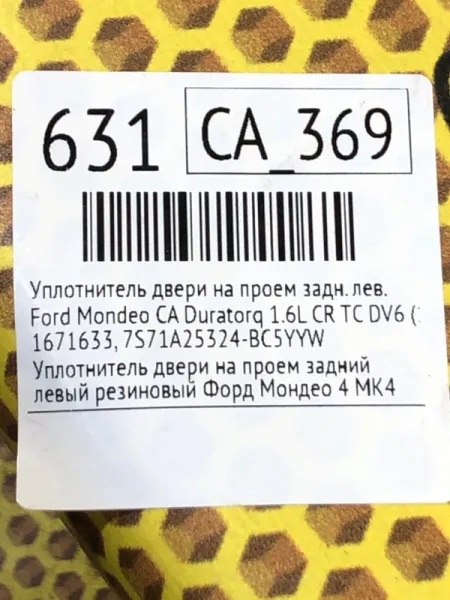 631
CA_369
Уплотнитель двери на проем задн. лев.
Ford Mondeo CA Duratorq 1.6L CR TC DV6 (
1671633, 7S71A25324-BC5YYW
Уплотнитель двери на проем задний
левый резиновый Форд Мондео 4 МК4